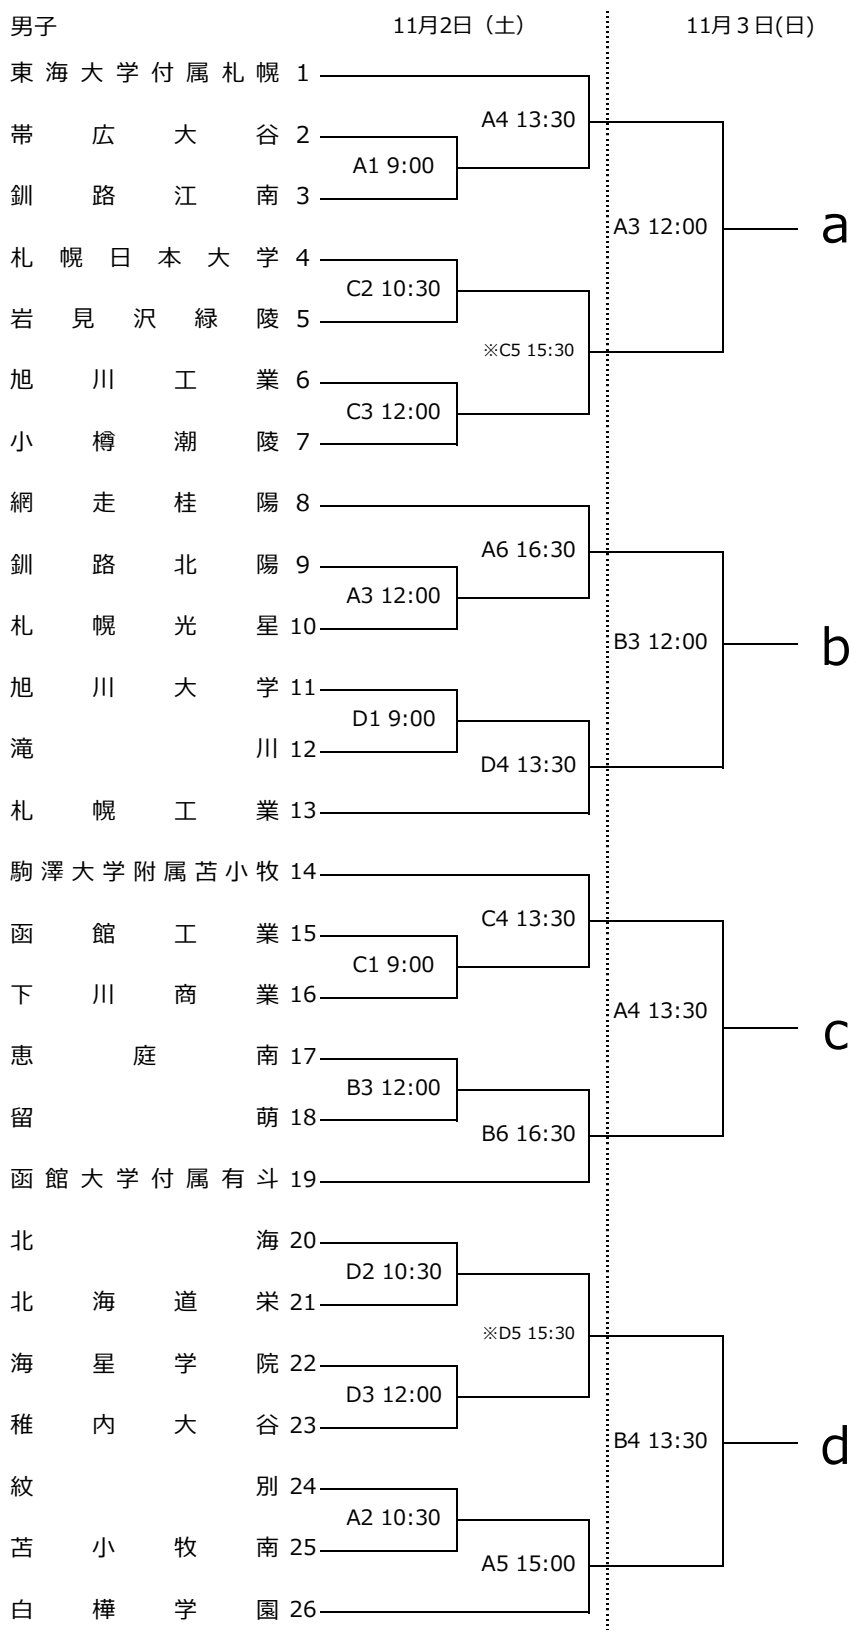 男子 11月2日（土） 11月３日(日)
東海大学付属札幌 1
A4 13:30
帯広大谷 2
A1 9:00
釧路江南 3
A3 12:00 a
札幌日本大学 4
C2 10:30
岩見沢緑陵 5
※C5 15:30
旭川工業 6
C3 12:00
小樽潮陵 7
網走桂陽 8
A6 16:30
釧路北陽 9
A3 12:00
札幌光星 10
B3 12:00 b
旭川大学 11
D1 9:00
滝川 12
D4 13:30
札幌工業 13
駒澤大学附属苫小牧 14
C4 13:30
函館工業 15
C1 9:00
下川商業 16
A4 13:30 c
恵庭南 17
B3 12:00
留萌 18
B6 16:30
函館大学付属有斗 19
北海 20
D2 10:30
北海道栄 21
※D5 15:30
海星学院 22
D3 12:00
稚内大谷 23
B4 13:30 d
紋別 24
A2 10:30
苫小牧南 25
A5 15:00
白樺学園 26